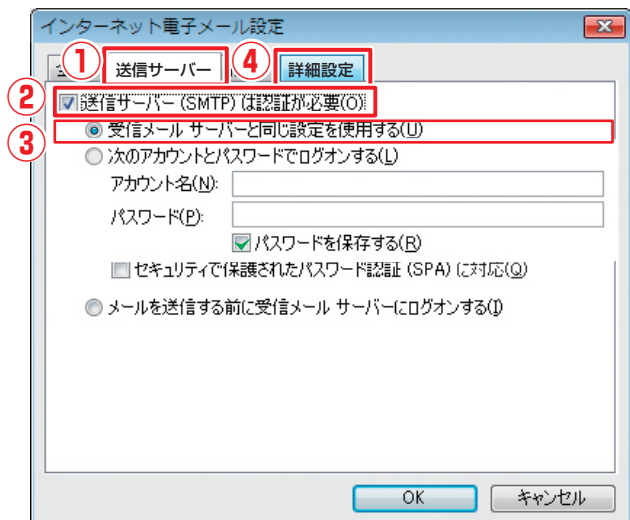 インターネット電子メール設定
① 送信サーバー ④ 詳細設定
② 送信サーバー (SMTP) は認証が必要(O)
③ 受信メール サーバーと同じ設定を使用する(U)
次のアカウントとパスワードでログオンする(L)
アカウント名(N):
パスワード(P):
パスワードを保存する(R)
セキュリティで保護されたパスワード認証 (SPA) に対応(Q)
メールを送信する前に受信メール サーバーにログオンする(I)
OK キャンセル